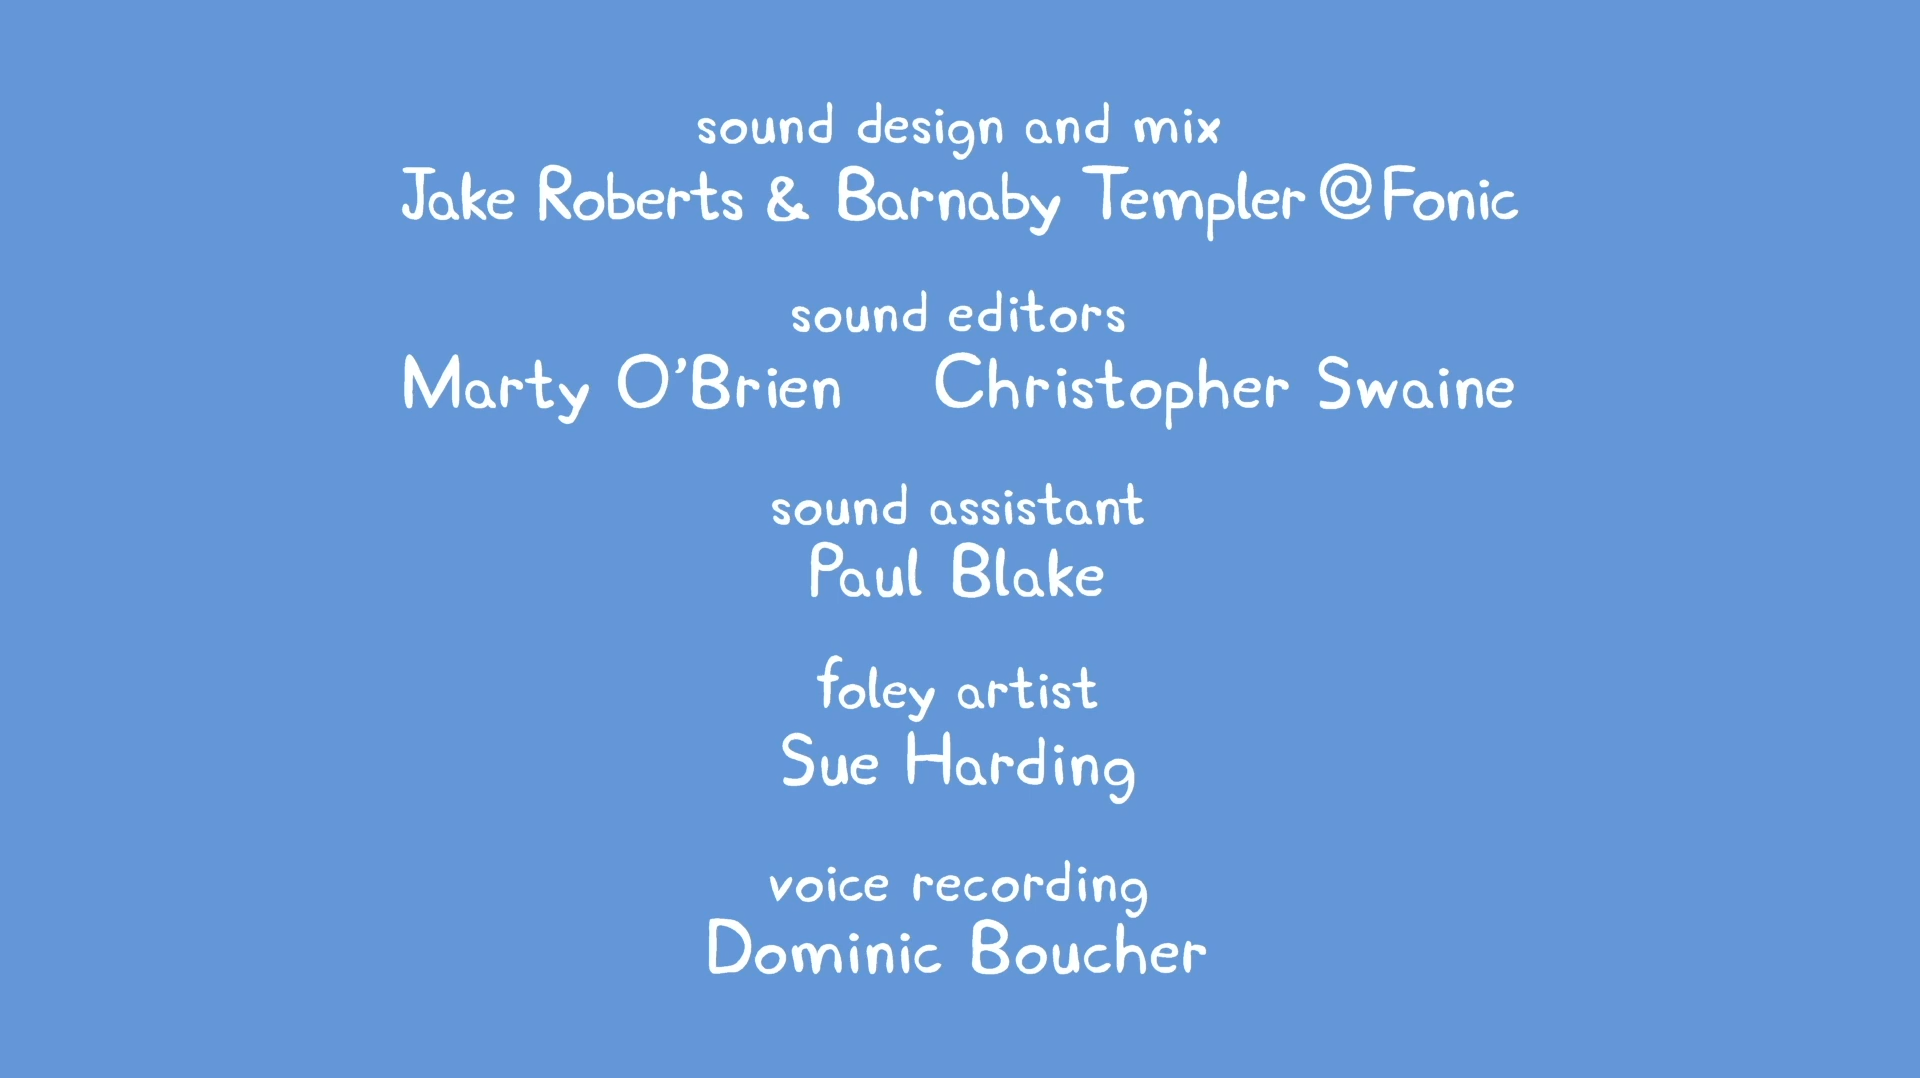 sound design and mix
Jake Roberts & Barnaby Templer @Fonic
sound editors
Marty O'Brien Christopher Swaine
sound assistant
Paul Blake
foley artist
Sue Harding
voice recording
Dominic Boucher